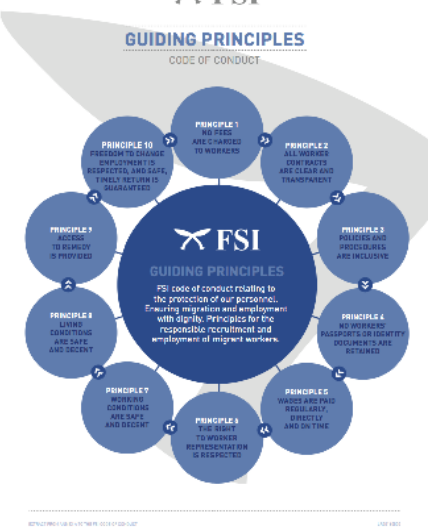 FSI
GUIDING PRINCIPLES
CODE OF CONDUCT
PRINCIPLE 1
NO FEES
ARE CHARGED
TO WORKERS
PRINCIPLE 2
ALL WORKER
CONTRACTS
ARE CLEAR AND
TRANSPARENT
PRINCIPLE 3
POLICIES AND
PROCEDURES
ARE INCLUSIVE
PRINCIPLE 4
NO WORKERS'
PASSPORTS OR IDENTITY
DOCUMENTS ARE
RETAINED
PRINCIPLE 5
WAGES ARE PAID
REGULARLY,
DIRECTLY
AND ON TIME
PRINCIPLE 6
THE RIGHT
TO WORKER
REPRESENTATION
IS RESPECTED
PRINCIPLE 7
WORKING
CONDITIONS
ARE SAFE
AND DECENT
PRINCIPLE 8
LIVING
CONDITIONS
ARE SAFE
AND DECENT
PRINCIPLE 9
ACCESS
TO REMEDY
IS PROVIDED
PRINCIPLE 10
FREEDOM TO CHANGE
EMPLOYMENT IS
RESPECTED, AND SAFE,
TIMELY RETURN IS
GUARANTEED
FSI
GUIDING PRINCIPLES
FSI code of conduct relating to
the protection of our personnel.
Ensuring migration and employment
with dignity. Principles for the
responsible recruitment and
employment of migrant workers.